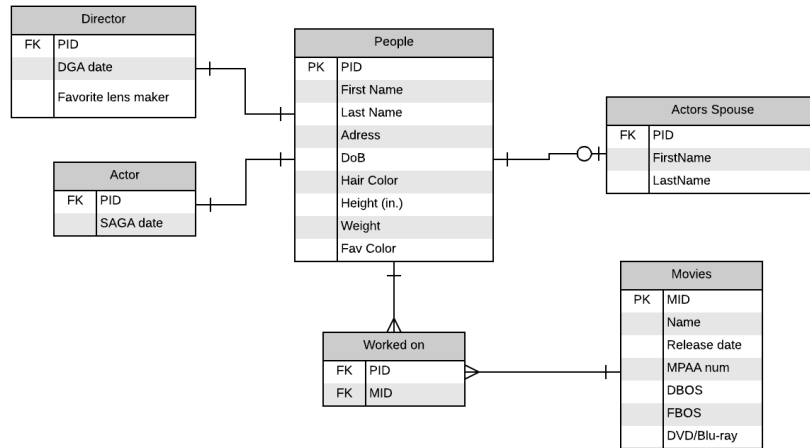 Director
FK PID
DGA date
Favorite lens maker
People
PK PID
First Name
Last Name
Adress
DoB
Hair Color
Height (in.)
Weight
Fav Color
Actors Spouse
FK PID
FirstName
LastName
Actor
FK PID
SAGA date
Movies
PK MID
Name
Release date
MPAA num
DBOS
FBOS
DVD/Blu-ray
Worked on
FK PID
FK MID